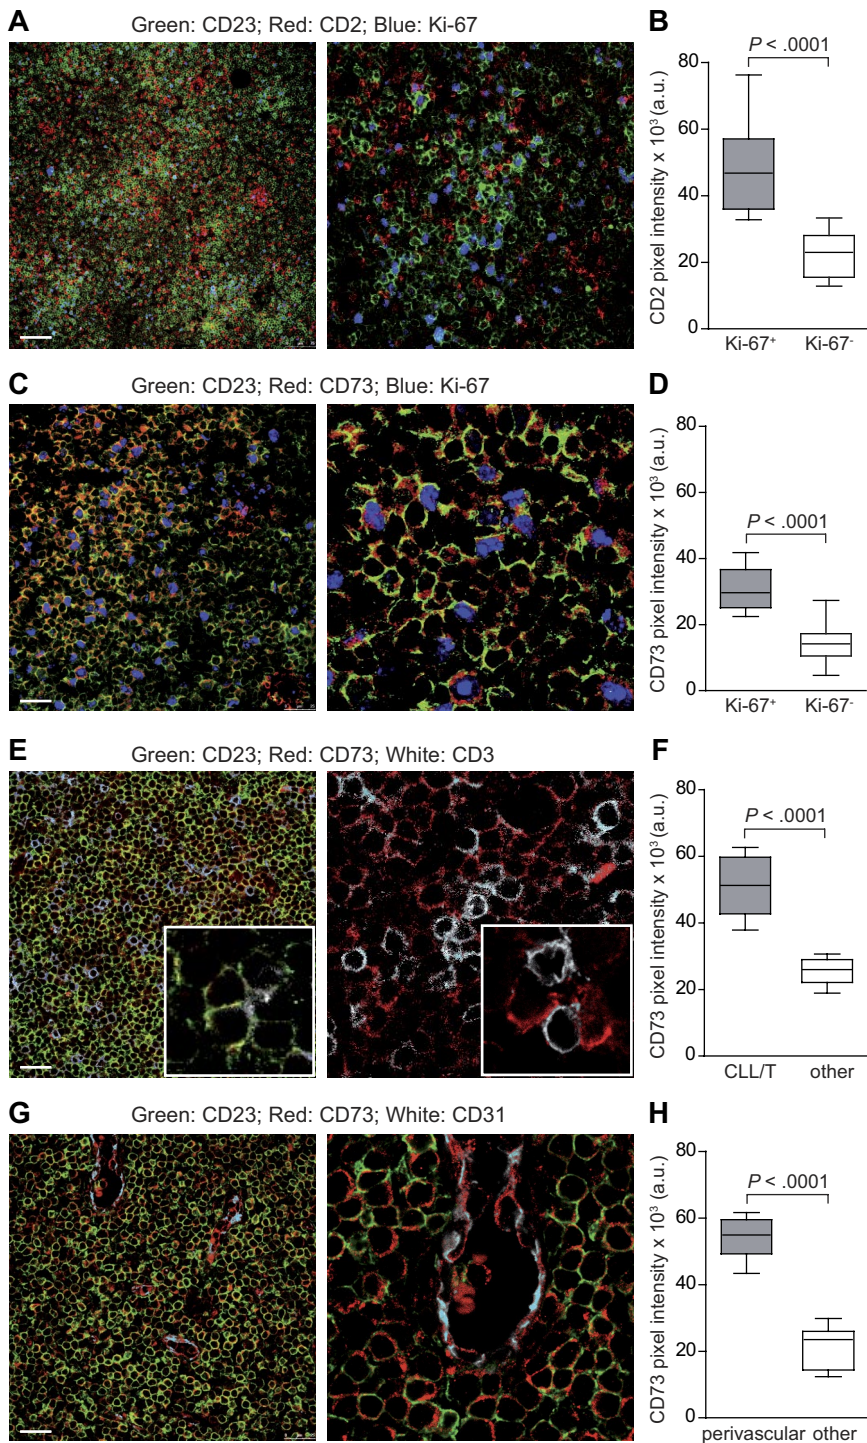 A
Green: CD23; Red: CD2; Blue: Ki-67
B
P < .0001
CD2 pixel intensity x 10³ (a.u.)
80
60
40
20
0
Ki-67⁺ Ki-67⁻
C
Green: CD23; Red: CD73; Blue: Ki-67
D
P < .0001
CD73 pixel intensity x 10³ (a.u.)
80
60
40
20
0
Ki-67⁺ Ki-67⁻
E
Green: CD23; Red: CD73; White: CD3
F
P < .0001
CD73 pixel intensity x 10³ (a.u.)
80
60
40
20
0
CLL/T other
G
Green: CD23; Red: CD73; White: CD31
H
P < .0001
CD73 pixel intensity x 10³ (a.u.)
80
60
40
20
0
perivascular other